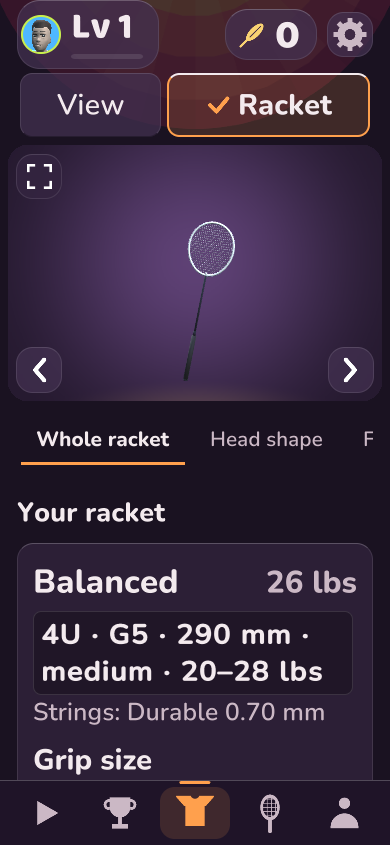 Lv 1
0
View
Racket
Whole racket
Head shape
F
Your racket
Balanced
26 lbs
4U · G5 · 290 mm ·
medium · 20–28 lbs
Strings: Durable 0.70 mm
Grip size